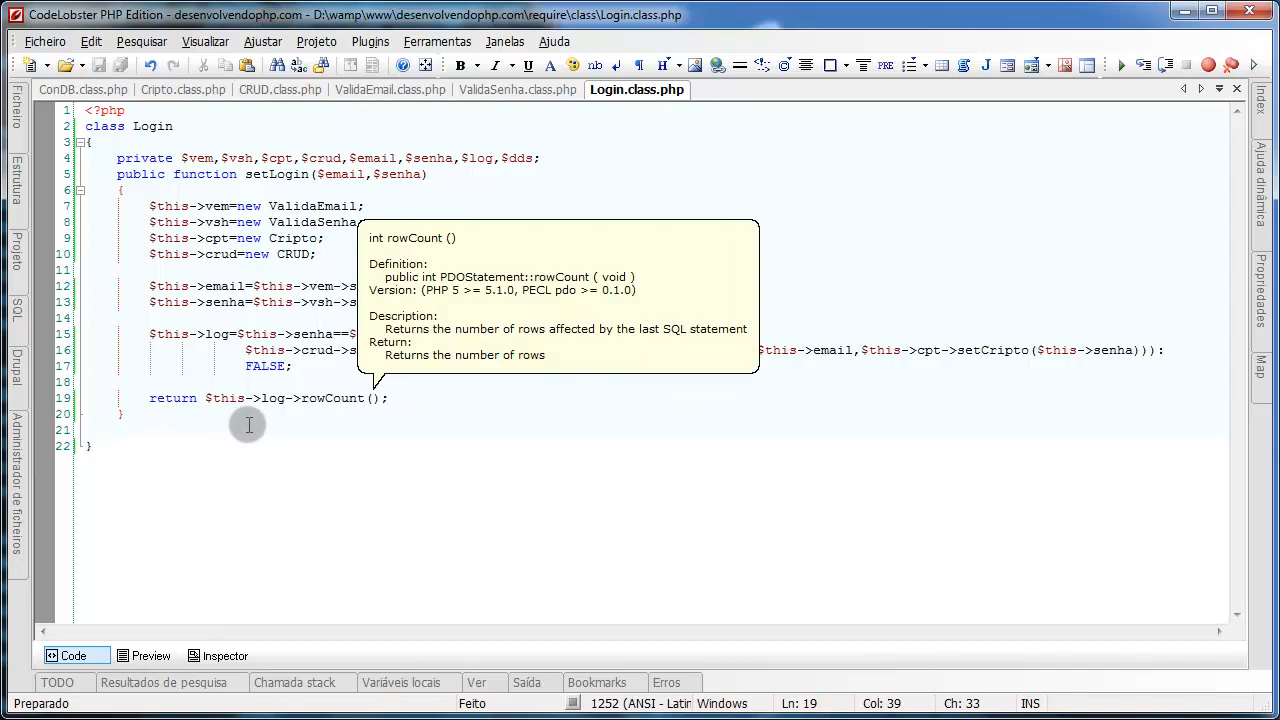 CodeLobster PHP Edition - desenvolvendophp.com - D:\wamp\www\desenvolvendophp.com\require\class\Login.class.php]
Ficheiro Edit Pesquisar Visualizar Ajustar Projeto Plugins Ferramentas Janelas Ajuda
B I U A nb ¶ H PRE J
ConDB.class.php Cripto.class.php CRUD.class.php ValidaEmail.class.php ValidaSenha.class.php Login.class.php
Ficheiro
Estrutura
Projeto
SQL
Drupal
Administrador de ficheiros
1 <?php
2 class Login
3 {
4 private $vem,$vsh,$cpt,$crud,$email,$senha,$log,$dds;
5 public function setLogin($email,$senha)
6 {
7 $this->vem=new ValidaEmail;
8 $this->vsh=new ValidaSenha;
9 $this->cpt=new Cripto;
10 $this->crud=new CRUD;
11
12 $this->email=$this->vem->s
13 $this->senha=$this->vsh->s
14
15 $this->log=$this->senha==$
16 $this->crud->s $this->email,$this->cpt->setCripto($this->senha))):
17 FALSE;
18
19 return $this->log->rowCount();
20 }
21
22 }
int rowCount ()
Definition:
public int PDOStatement::rowCount ( void )
Version: (PHP 5 >= 5.1.0, PECL pdo >= 0.1.0)
Description:
Returns the number of rows affected by the last SQL statement
Return:
Returns the number of rows
Index
Ajuda dinâmica
Propriedades
Map
Code Preview Inspector
TODO Resultados de pesquisa Chamada stack Variáveis locais Ver Saída Bookmarks Erros
Preparado Feito 1252 (ANSI - Latin Windows Ln: 19 Col: 39 Ch: 33 INS